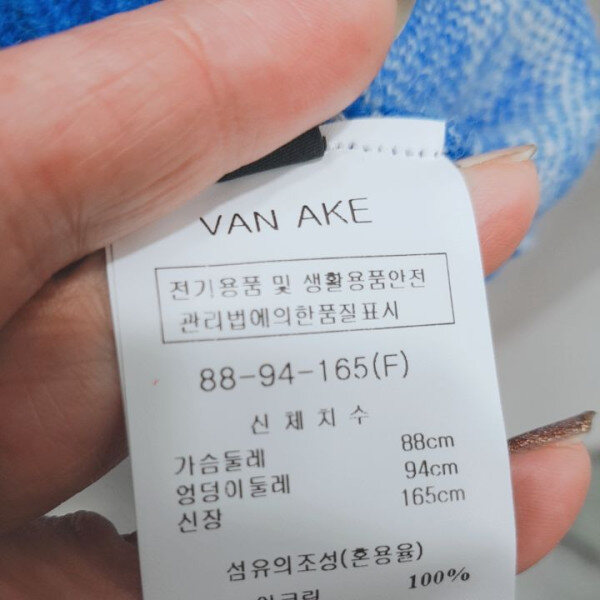 VAN AKE
전기용품 및 생활용품안전
관리법에의한품질표시
88-94-165(F)
신체치수
가슴둘레 88cm
엉덩이둘레 94cm
신장 165cm
섬유의조성(혼용율)
100%